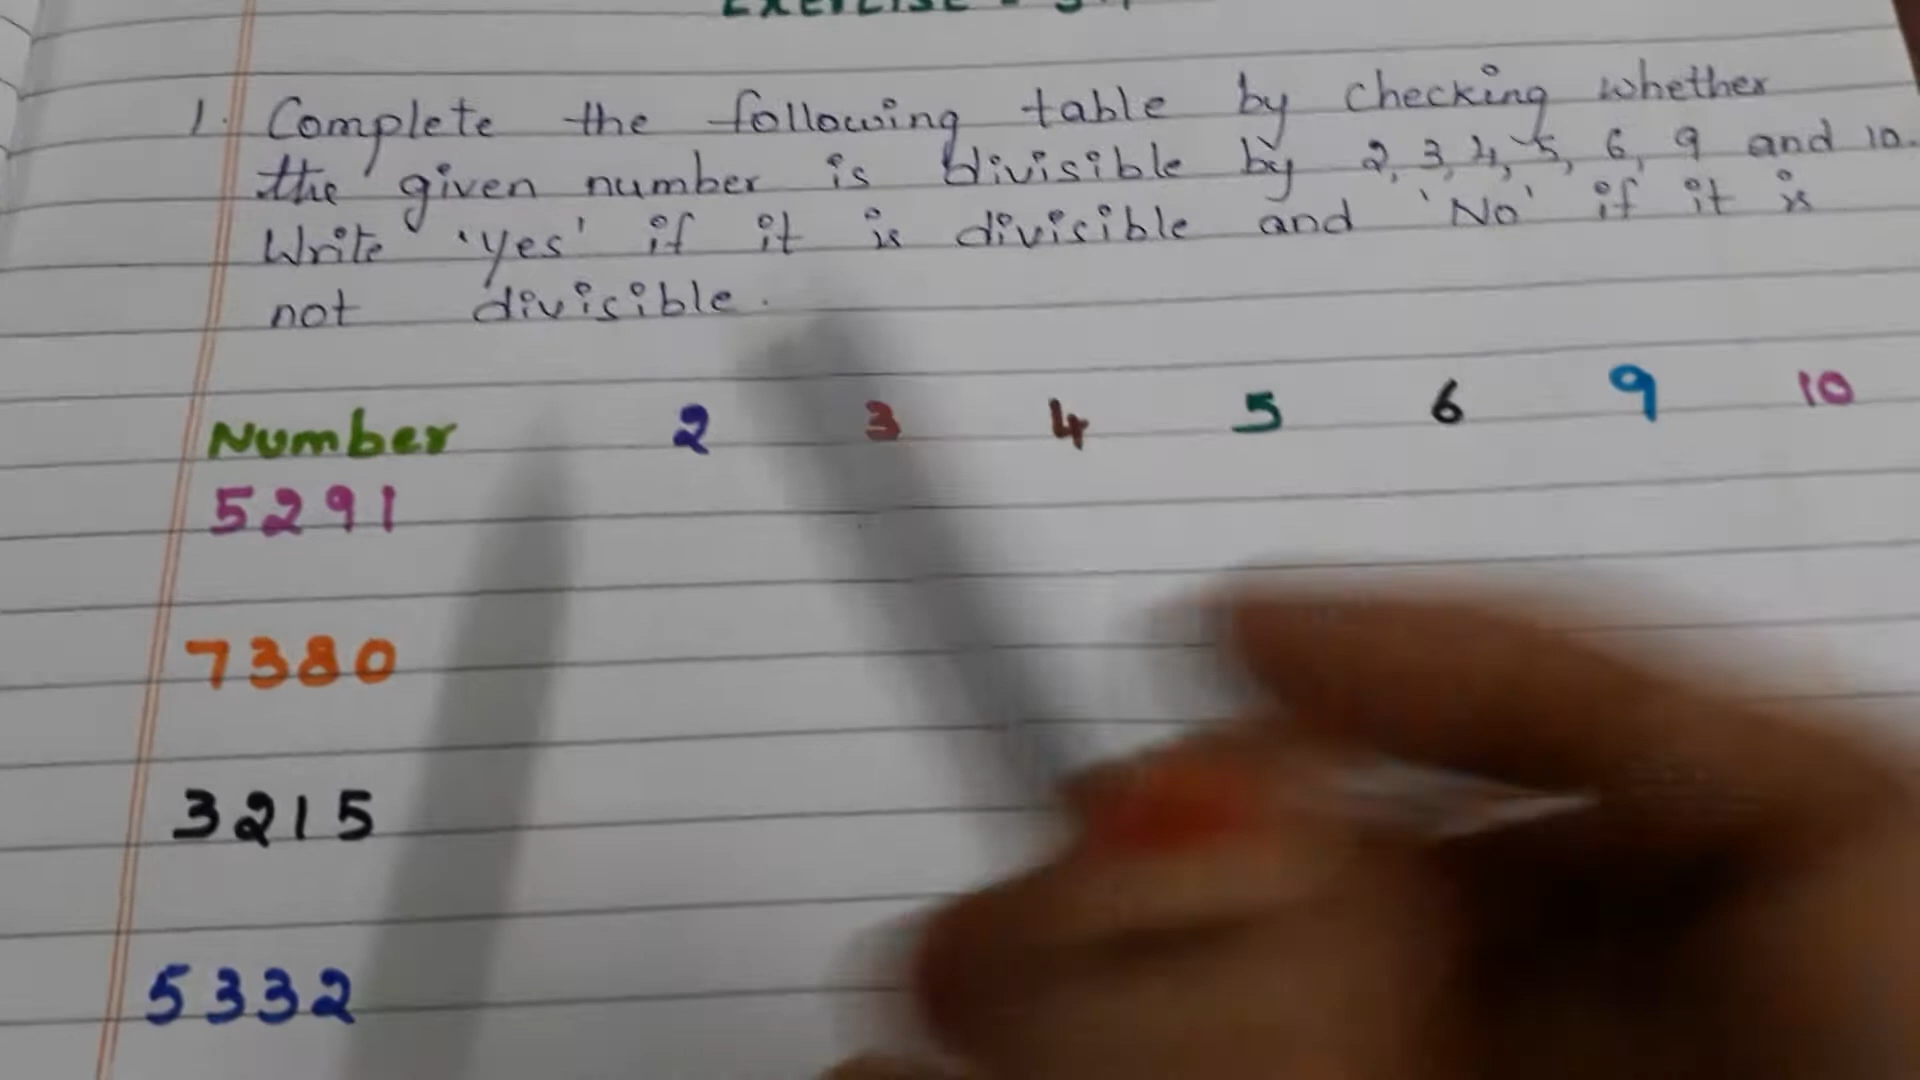 1. Complete the following table by checking whether
the given number is divisible by 2, 3, 4, 5, 6, 9 and 10.
Write 'yes' if it is divisible and 'No' if it is
not divisible.
Number 2 3 4 5 6 9 10
5291
7380
3215
5332